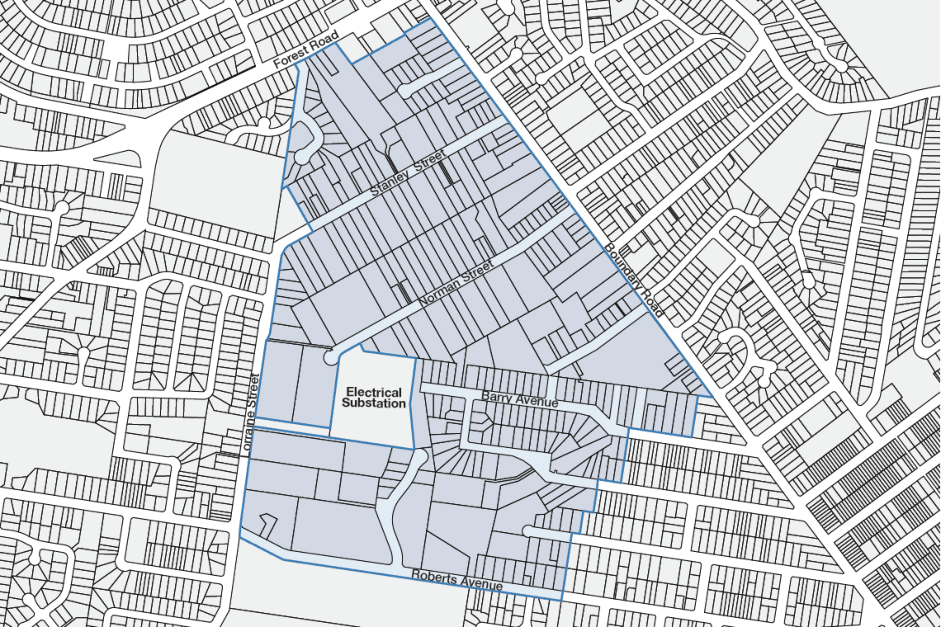 Forest Road
Stanley Street
Boundary Road
Norman Street
Lorraine Street
Electrical
Substation
Barry Avenue
Roberts Avenue